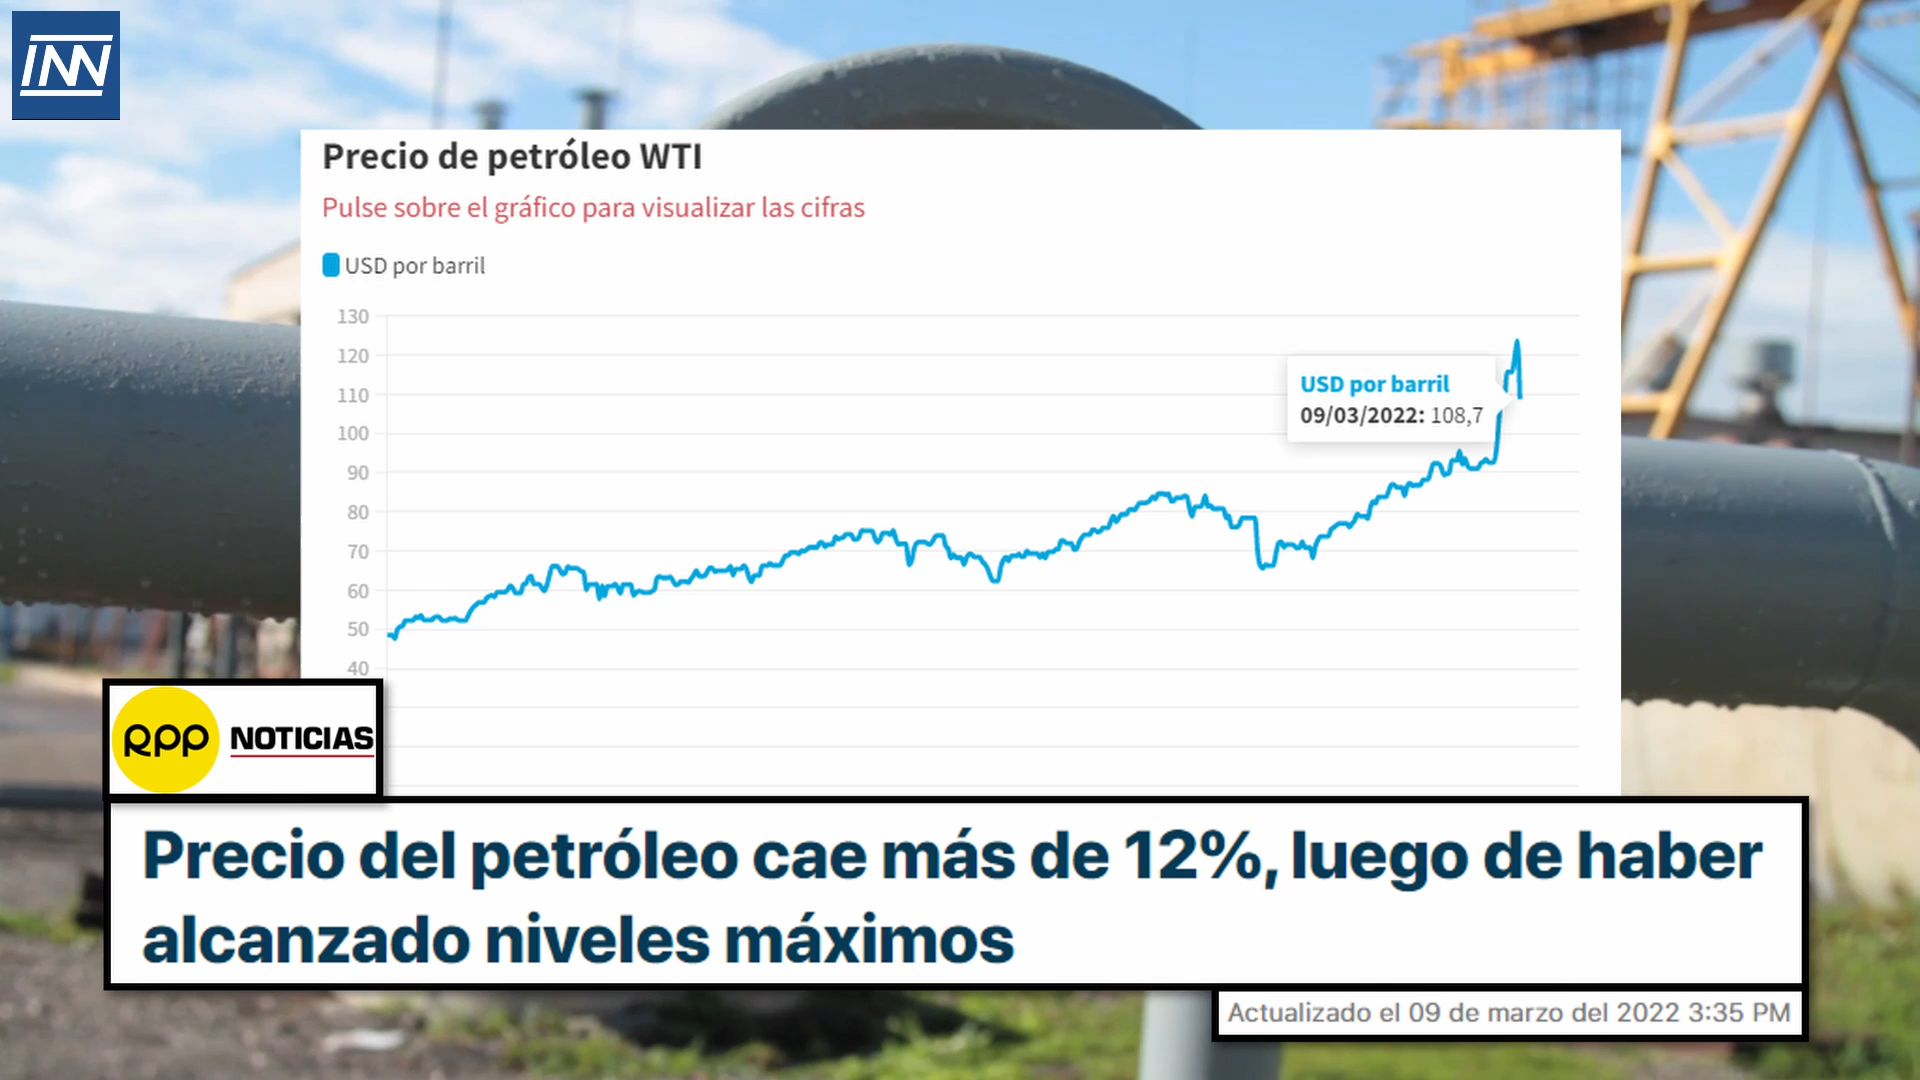 INN
Precio de petróleo WTI
Pulse sobre el gráfico para visualizar las cifras
USD por barril
130
120
110
100
90
80
70
60
50
40
USD por barril
09/03/2022: 108,7
RPP NOTICIAS
Precio del petróleo cae más de 12%, luego de haber
alcanzado niveles máximos
Actualizado el 09 de marzo del 2022 3:35 PM